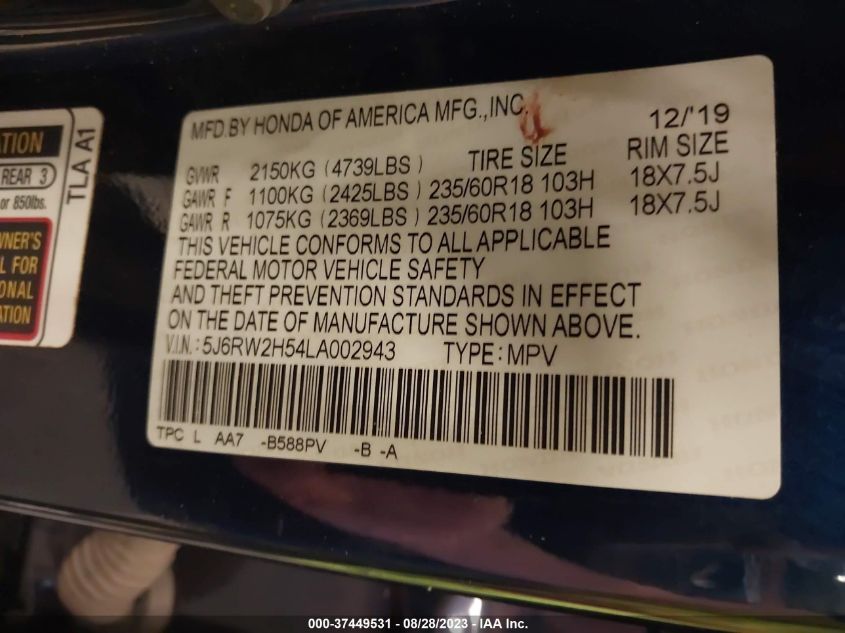 ATION
REAR 3
or 850lbs.
WNER'S
L FOR
ONAL
ATION
TLA A1
MFD.BY HONDA OF AMERICA MFG.,INC. 12/'19
GVWR 2150KG (4739LBS) TIRE SIZE RIM SIZE
GAWR F 1100KG (2425LBS) 235/60R18 103H 18X7.5J
GAWR R 1075KG (2369LBS) 235/60R18 103H 18X7.5J
THIS VEHICLE CONFORMS TO ALL APPLICABLE
FEDERAL MOTOR VEHICLE SAFETY
AND THEFT PREVENTION STANDARDS IN EFFECT
ON THE DATE OF MANUFACTURE SHOWN ABOVE.
V.I.N.:5J6RW2H54LA002943 TYPE:MPV
TPC L AA7 -B588PV -B -A
000-37449531 - 08/28/2023 - IAA Inc.